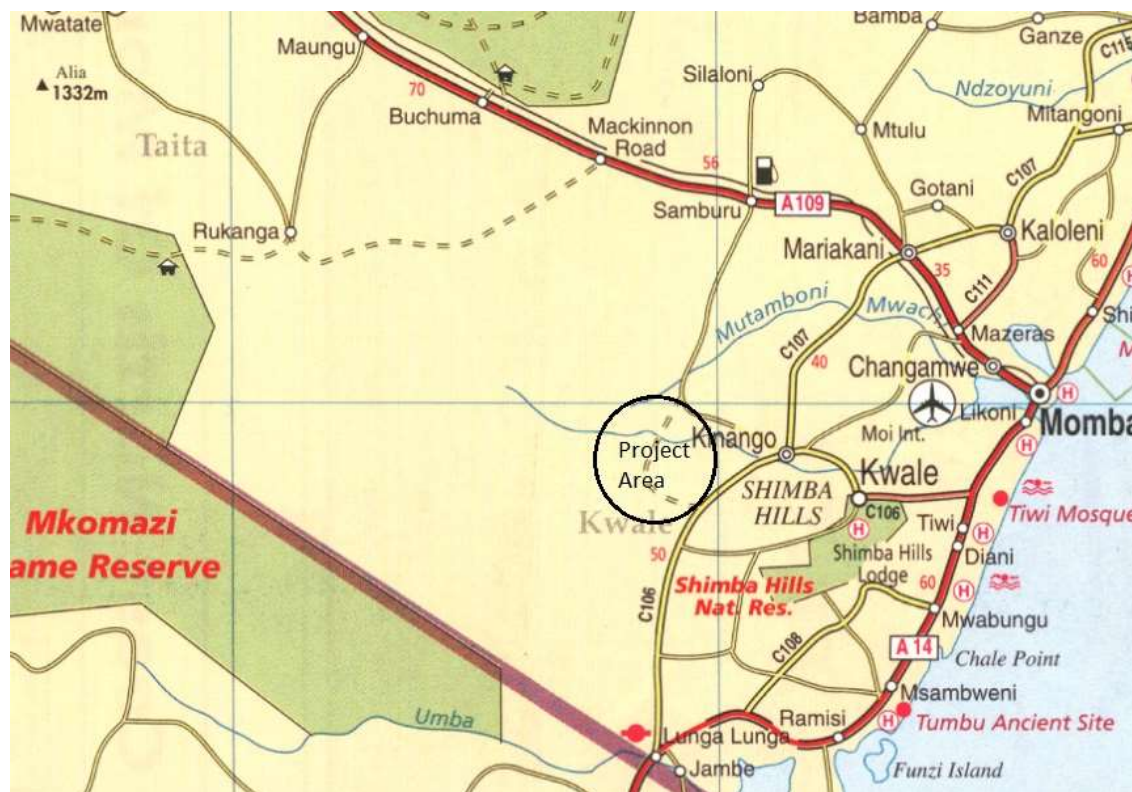 Mwatate
Bamba
Ganze
C115
Maungu
Alia
1332m
Silaloni
Ndzoyuni
70
Buchuma
Mitangoni
Mackinnon
Road
Mtulu
Taita
56
C107
Gotani
Samburu
A109
Rukanga
Kaloleni
Mariakani
35
60
H
C111
Mutamboni
Mwach
Shi
Mazeras
M
C107
40
Changamwe
H
Likoni
Momba
Moi Int.
H
Project
Area
Kinango
Kwale
SHIMBA
HILLS
C106
Tiwi Mosque
Mkomazi
ame Reserve
Kwale
H
Tiwi
H
Diani
50
Shimba Hills
Lodge
Shimba Hills
Nat. Res.
60
H
C106
Mwabungu
C108
A 14
Chale Point
Msambweni
Umba
Ramisi
H
Tumbu Ancient Site
Lunga Lunga
Jambe
Funzi Island